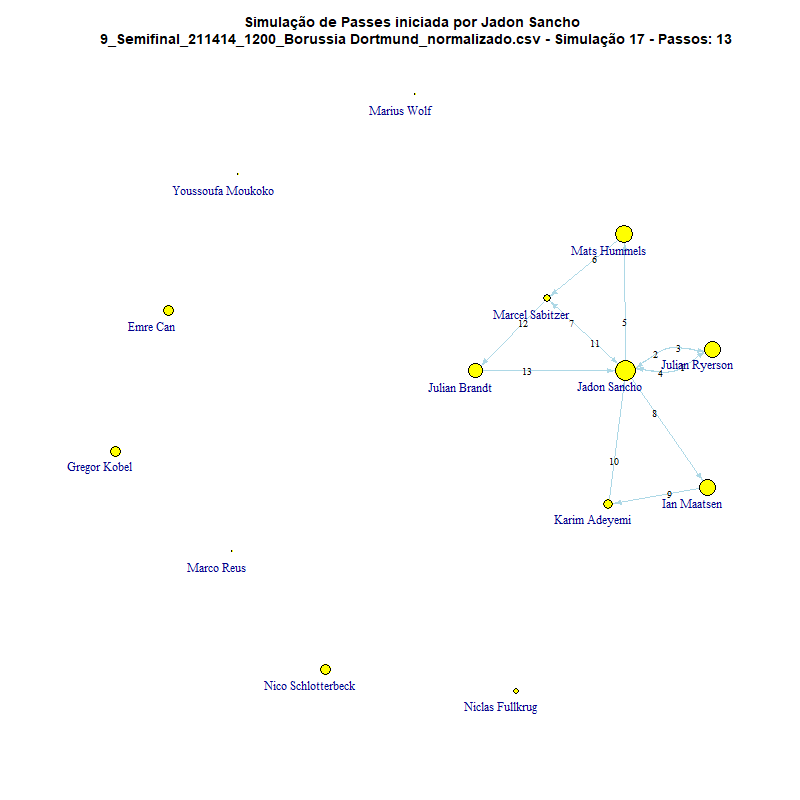 Simulação de Passes iniciada por Jadon Sancho
9_Semifinal_211414_1200_Borussia Dortmund_normalizado.csv - Simulação 17 - Passos: 13
Marius Wolf
Youssoufa Moukoko
Mats Hummels
6
Marcel Sabitzer
12
7
5
Emre Can
11
2
3
Julian Ryerson
1
4
Julian Brandt
13
Jadon Sancho
8
10
Gregor Kobel
9
Ian Maatsen
Karim Adeyemi
Marco Reus
Nico Schlotterbeck
Niclas Fullkrug